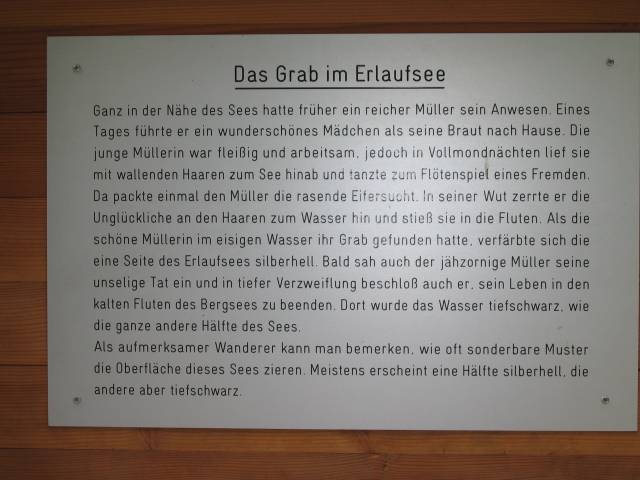 Das Grab im Erlaufsee
Ganz in der Nähe des Sees hatte früher ein reicher Müller sein Anwesen. Eines
Tages führte er ein wunderschönes Mädchen als seine Braut nach Hause. Die
junge Müllerin war fleißig und arbeitsam, jedoch in Vollmondnächten lief sie
mit wallenden Haaren zum See hinab und tanzte zum Flötenspiel eines Fremden.
Da packte einmal den Müller die rasende Eifersucht. In seiner Wut zerrte er die
Unglückliche an den Haaren zum Wasser hin und stieß sie in die Fluten. Als die
schöne Müllerin im eisigen Wasser ihr Grab gefunden hatte, verfärbte sich die
eine Seite des Erlaufsees silberhell. Bald sah auch der jähzornige Müller seine
unselige Tat ein und in tiefer Verzweiflung beschloß auch er, sein Leben in den
kalten Fluten des Bergsees zu beenden. Dort wurde das Wasser tiefschwarz, wie
die ganze andere Hälfte des Sees.
Als aufmerksamer Wanderer kann man bemerken, wie oft sonderbare Muster
die Oberfläche dieses Sees zieren. Meistens erscheint eine Hälfte silberhell, die
andere aber tiefschwarz.